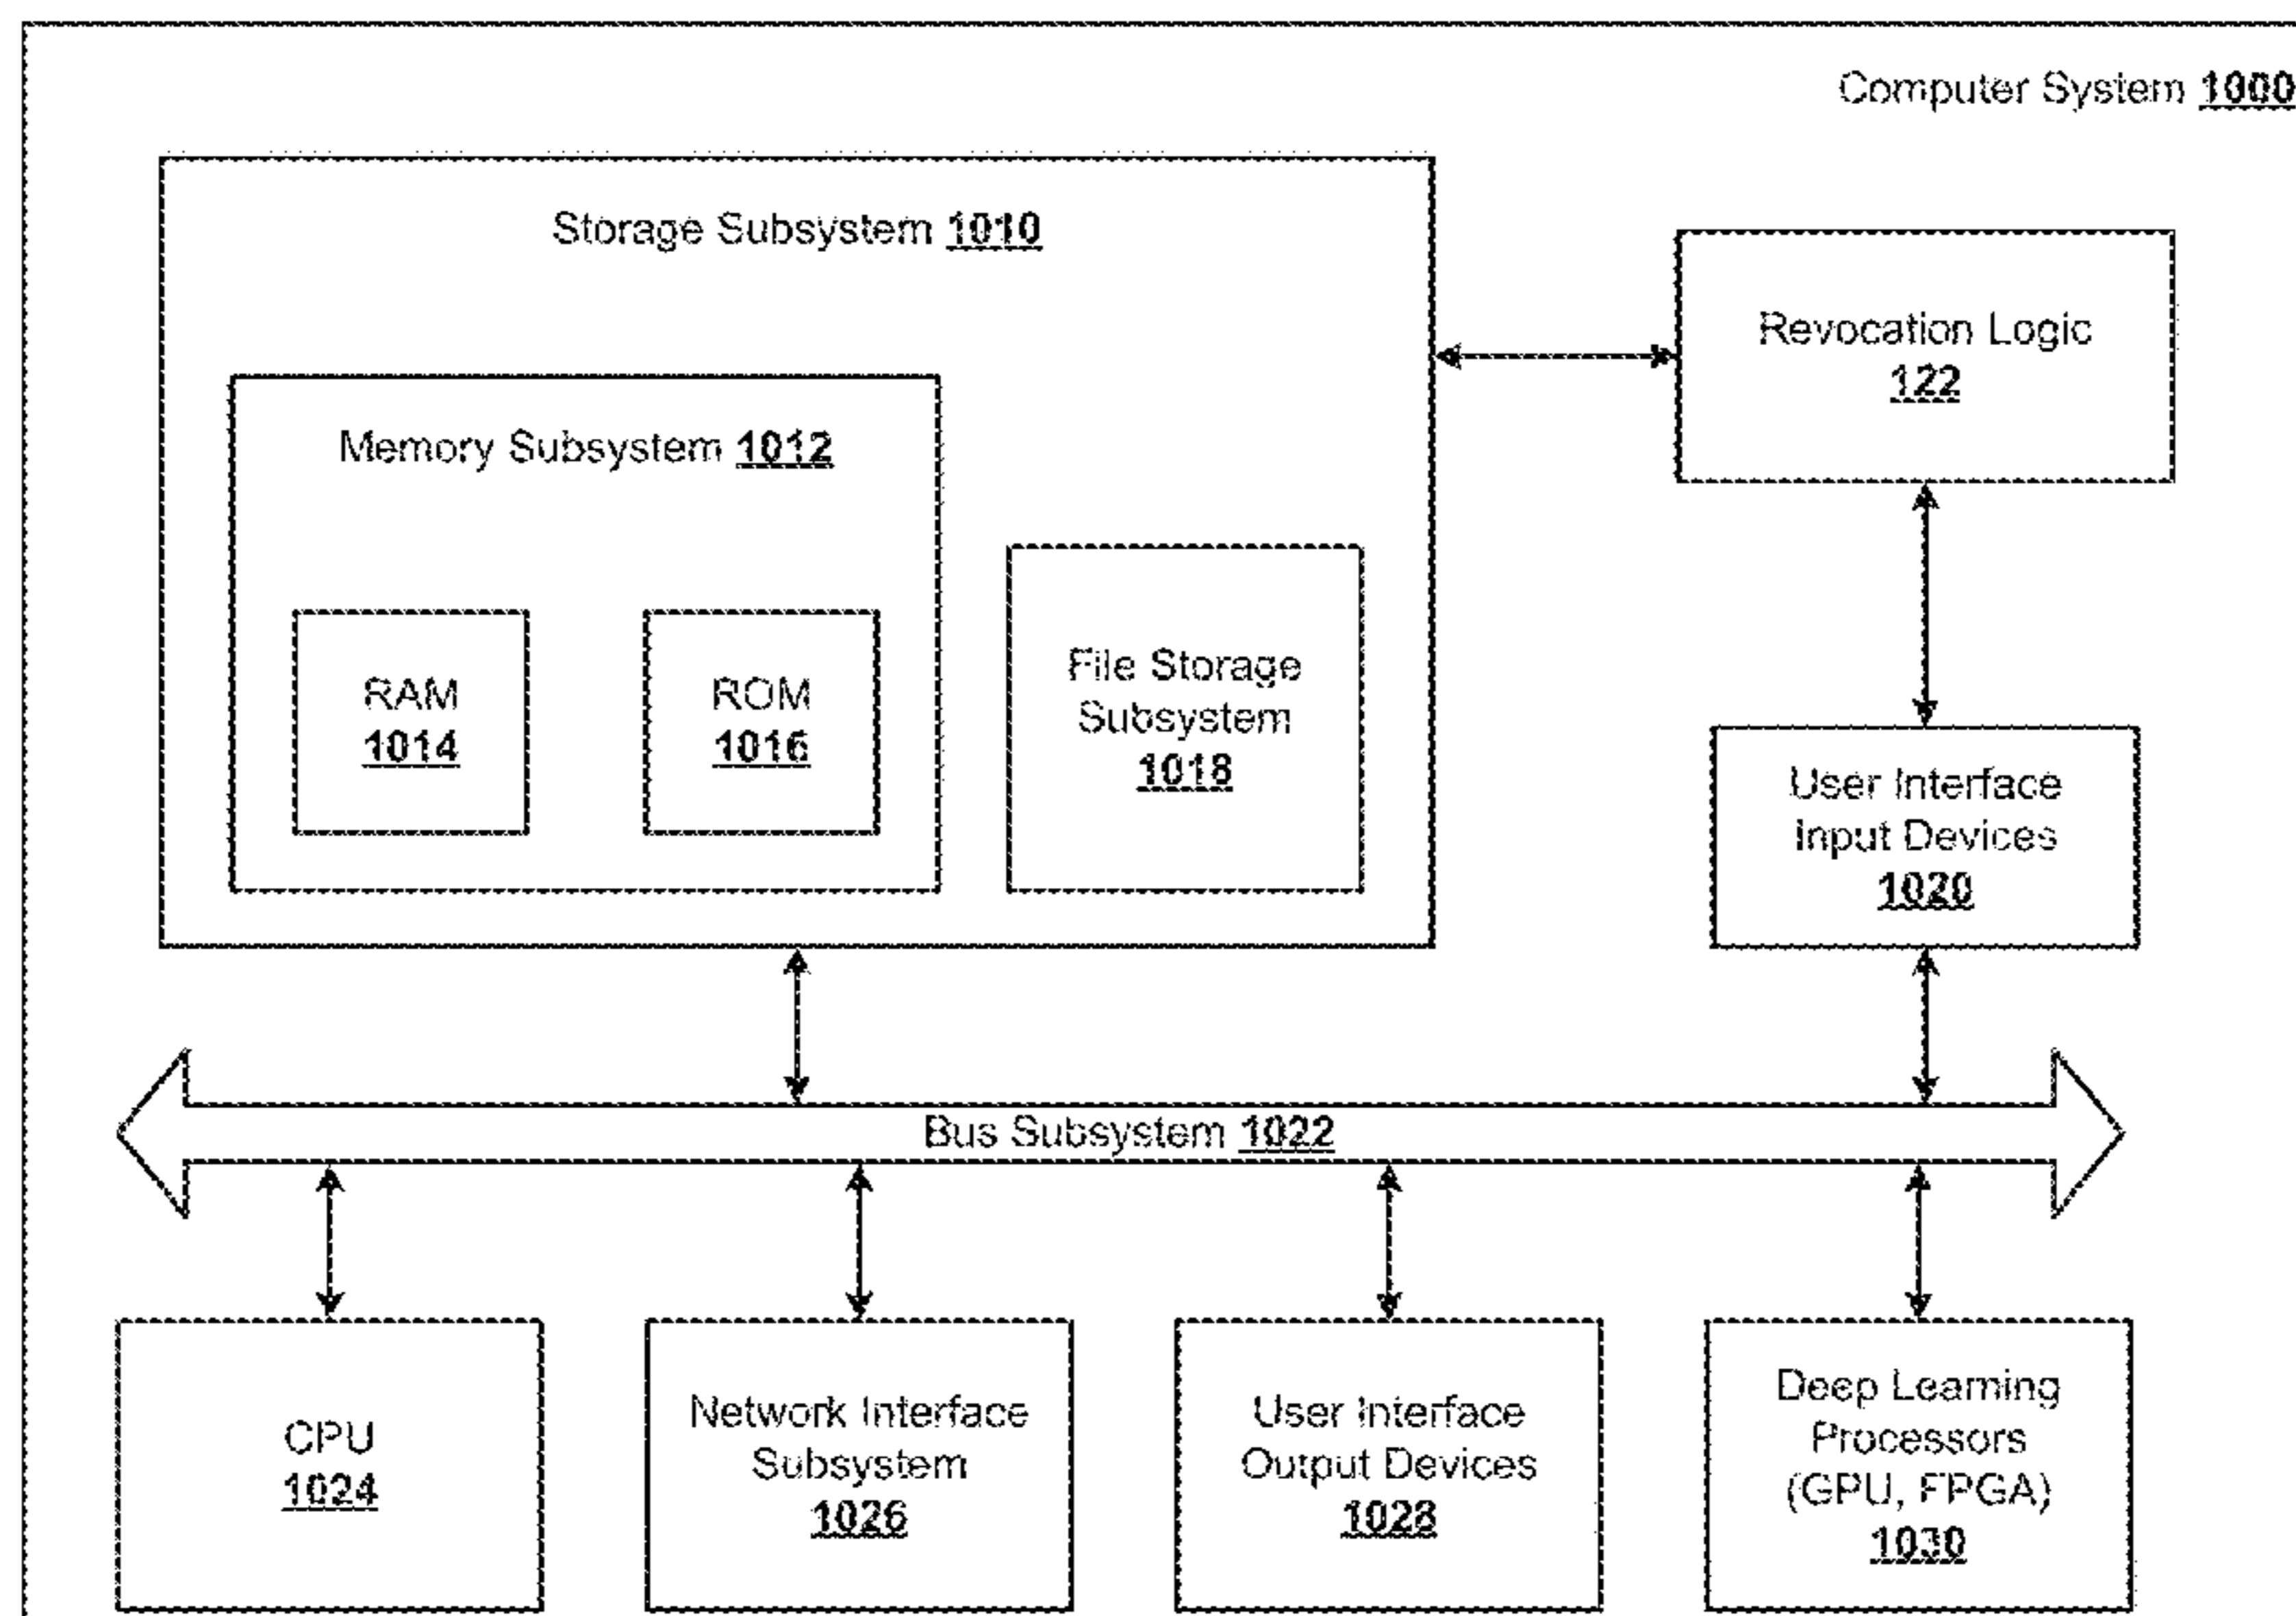 Computer System 1000
Storage Subsystem 1010
Revocation Logic
122
Memory Subsystem 1012
RAM
1014
ROM
1016
File Storage
Subsystem
1018
User Interface
Input Devices
1020
Bus Subsystem 1022
CPU
1024
Network Interface
Subsystem
1026
User Interface
Output Devices
1028
Deep Learning
Processors
(GPU, FPGA)
1030